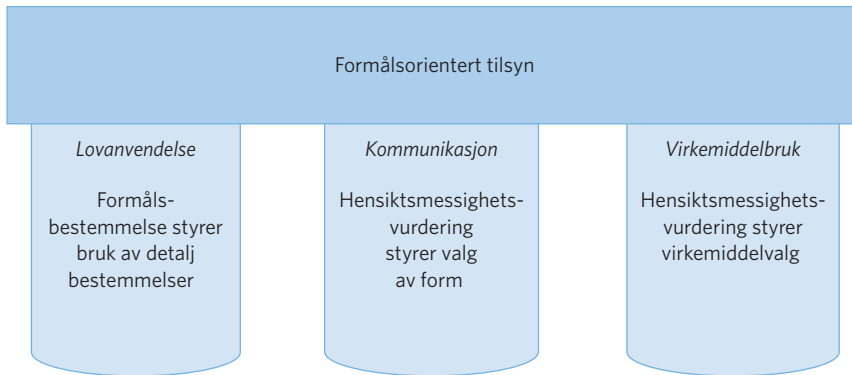 Formålsorientert tilsyn
Lovanvendelse
Formåls-
bestemmelse styrer
bruk av detalj
bestemmelser
Kommunikasjon
Hensiktsmessighets-
vurdering
styrer valg
av form
Virkemiddelbruk
Hensiktsmessighets-
vurdering styrer
virkemiddelvalg